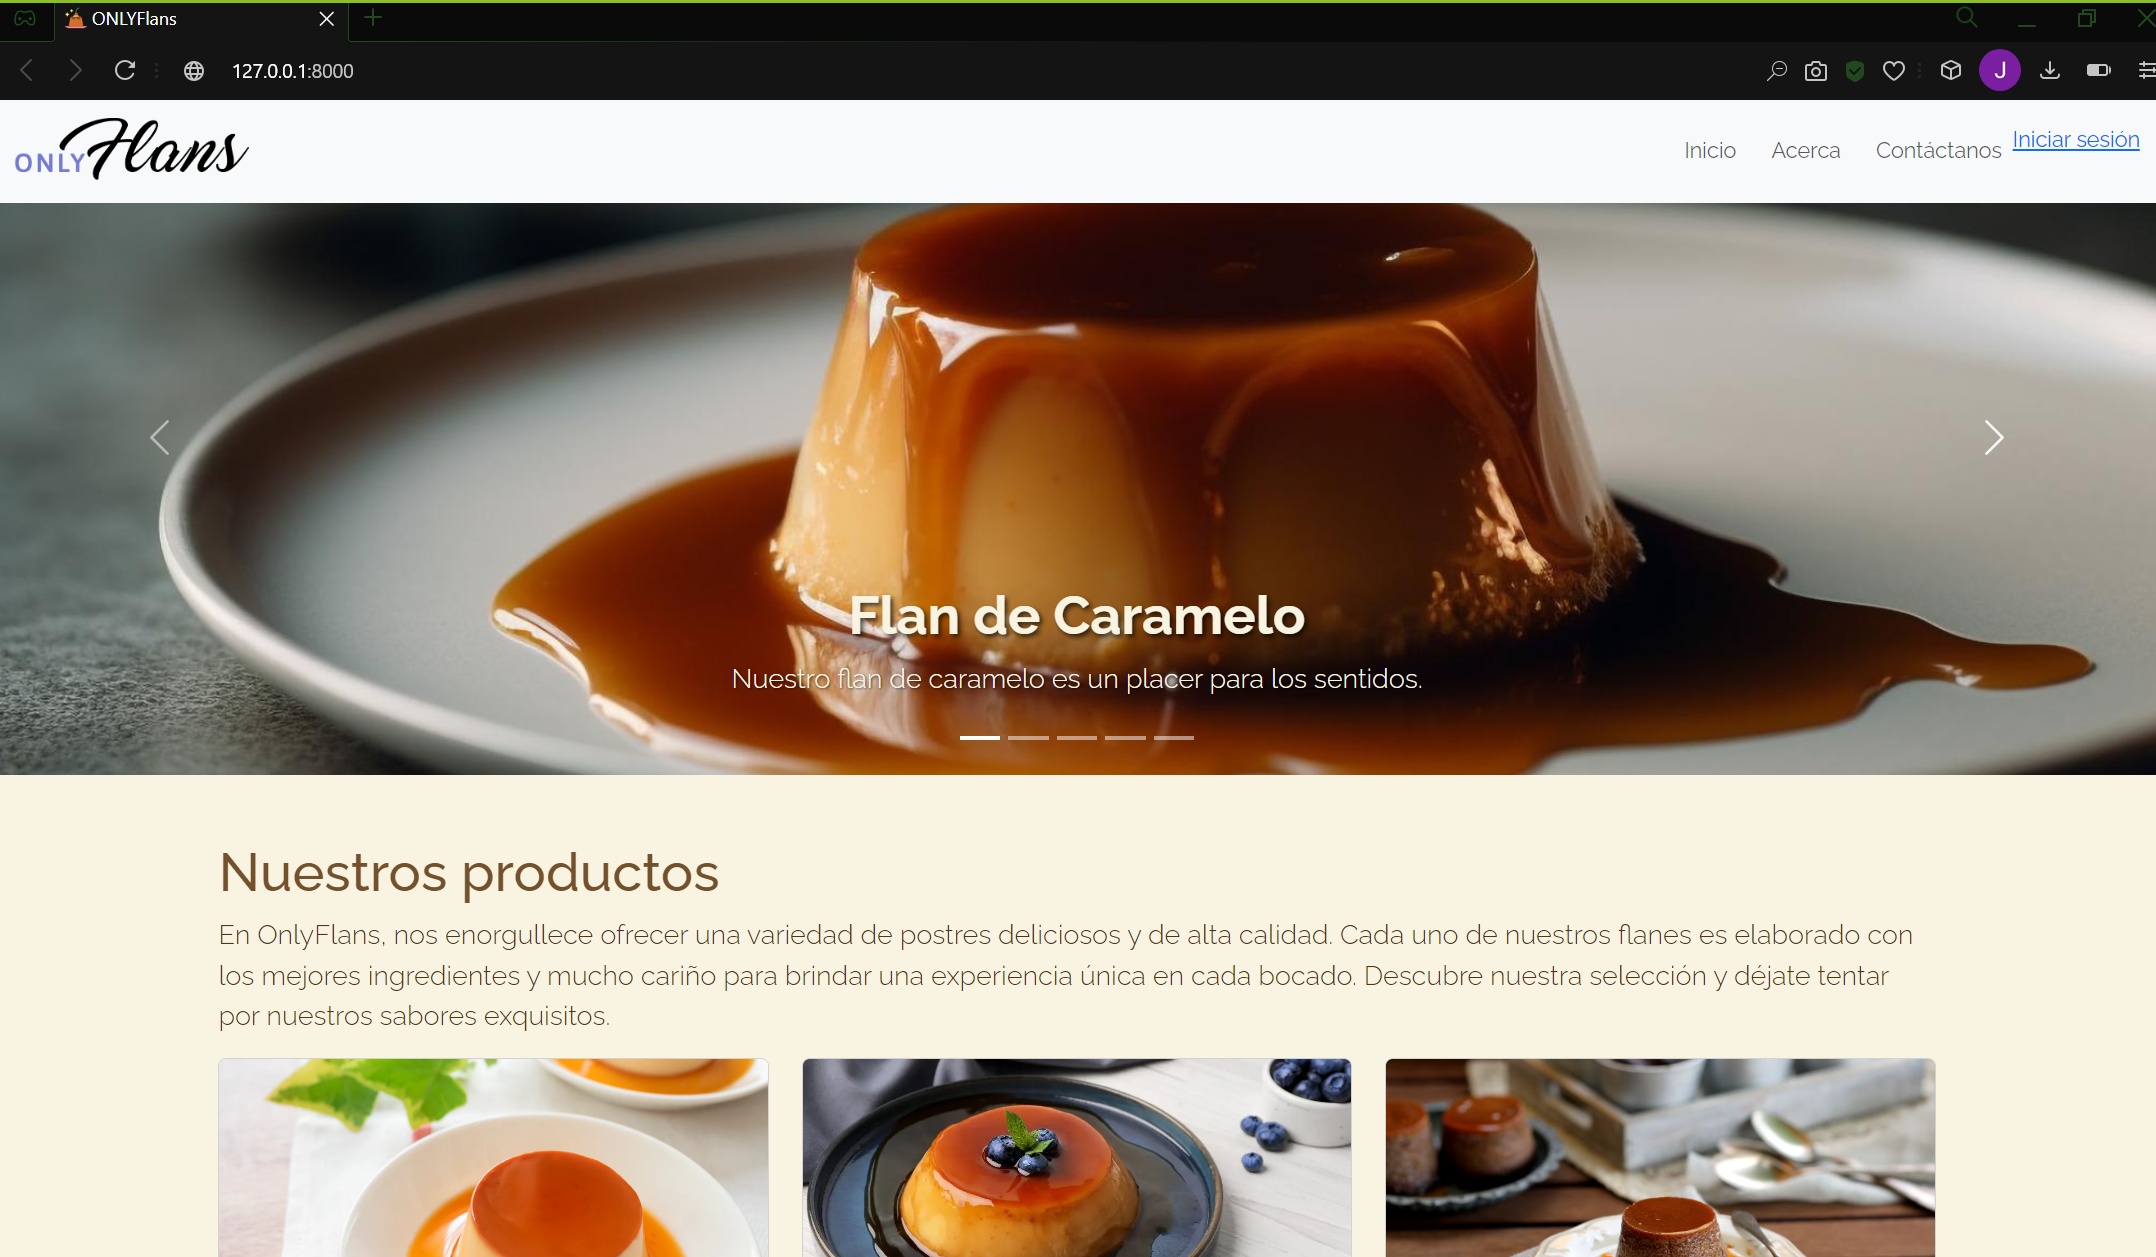 ONLYFlans
127.0.0.1:8000
J
ONLY Flans
Inicio Acerca Contáctanos Iniciar sesión
Flan de Caramelo
Nuestro flan de caramelo es un placer para los sentidos.
Nuestros productos
En OnlyFlans, nos enorgullece ofrecer una variedad de postres deliciosos y de alta calidad. Cada uno de nuestros flanes es elaborado con
los mejores ingredientes y mucho cariño para brindar una experiencia única en cada bocado. Descubre nuestra selección y déjate tentar
por nuestros sabores exquisitos.